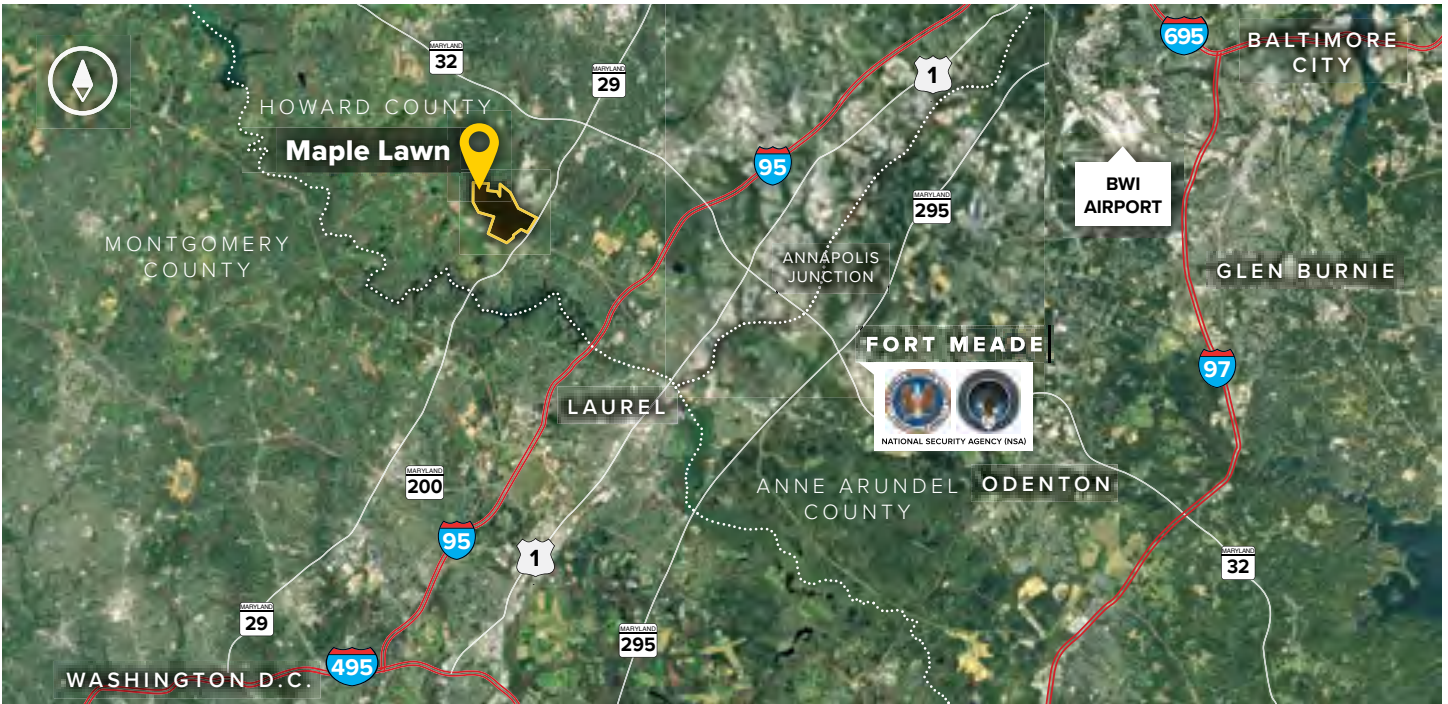 MARYLAND
32
MARYLAND
29
1
695
BALTIMORE
CITY
HOWARD COUNTY
Maple Lawn
95
BWI
AIRPORT
MARYLAND
295
MONTGOMERY
COUNTY
ANNAPOLIS
JUNCTION
GLEN BURNIE
FORT MEADE
97
LAUREL
NATIONAL SECURITY AGENCY (NSA)
MARYLAND
200
ANNE ARUNDEL
COUNTY
ODENTON
95
1
MARYLAND
32
MARYLAND
29
MARYLAND
295
495
WASHINGTON D.C.